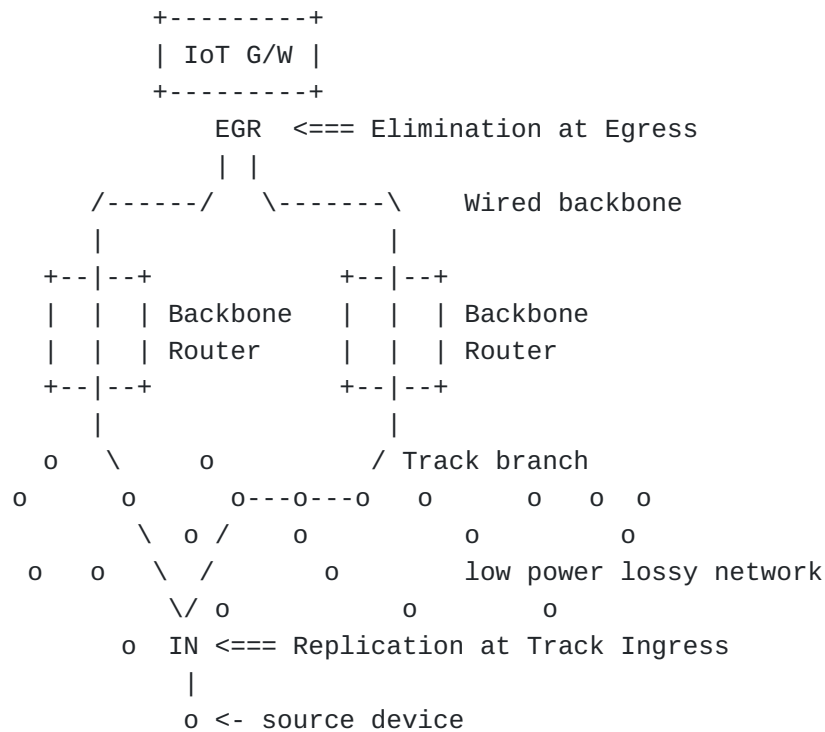 +---------+
| IoT G/W |
+---------+
EGR <=== Elimination at Egress
| |
/------/ \-------\ Wired backbone
| |
+--|--+ +--|--+
| | | Backbone | | | Backbone
| | | Router | | | Router
+--|--+ +--|--+
| |
o \ o / Track branch
o o o---o---o o o o o
\ o / o o o
o o \ / o low power lossy network
\/ o o o
o IN <=== Replication at Track Ingress
|
o <- source device